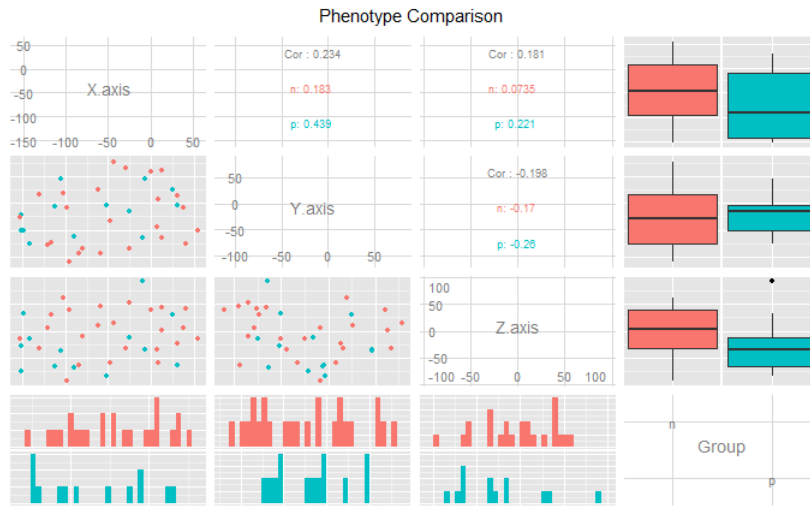 Phenotype Comparison
50
0
-50
-100
-150 -100 -50 0 50
X.axis
Cor : 0.234
n: 0.183
p: 0.439
Cor : 0.181
n: 0.0735
p: 0.221
50
0
-50
-100 -50 0 50
Y.axis
Cor : -0.198
n: -0.17
p: -0.26
100
50
0
-50
-100 -50 0 50 100
Z.axis
n
Group
p